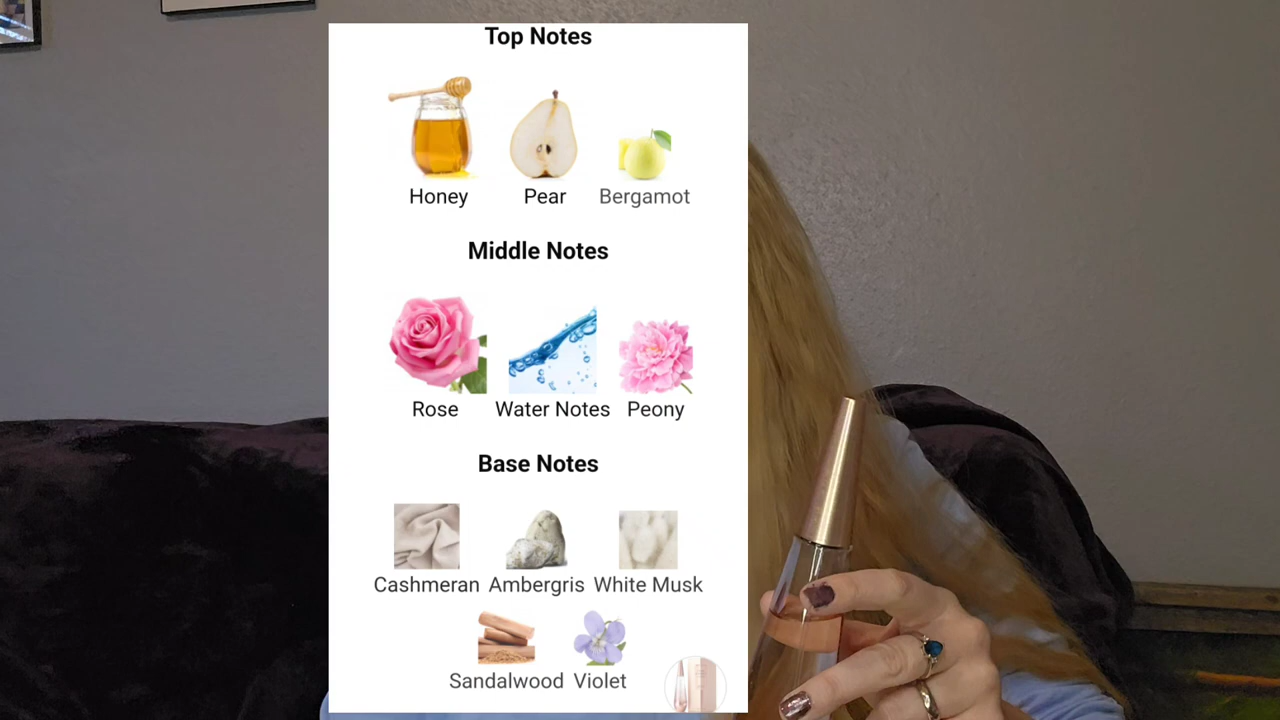 Top Notes
Honey Pear Bergamot
Middle Notes
Rose Water Notes Peony
Base Notes
Cashmeran Ambergris White Musk
Sandalwood Violet